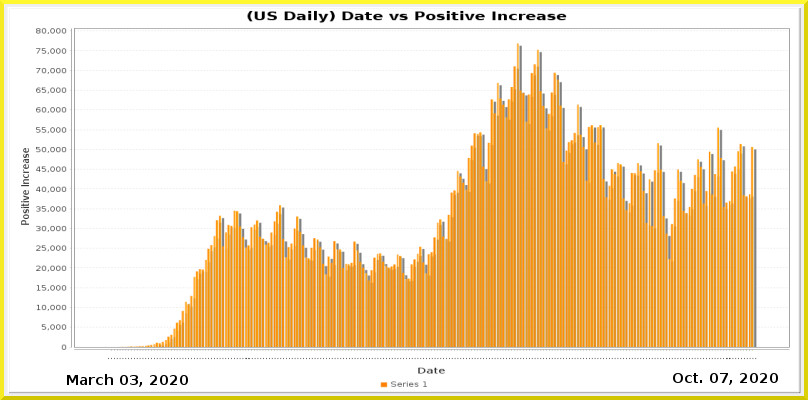 (US Daily) Date vs Positive Increase
80,000
75,000
70,000
65,000
60,000
55,000
50,000
45,000
40,000
35,000
30,000
25,000
20,000
15,000
10,000
5,000
0
Positive Increase
Date
March 03, 2020
Oct. 07, 2020
Series 1